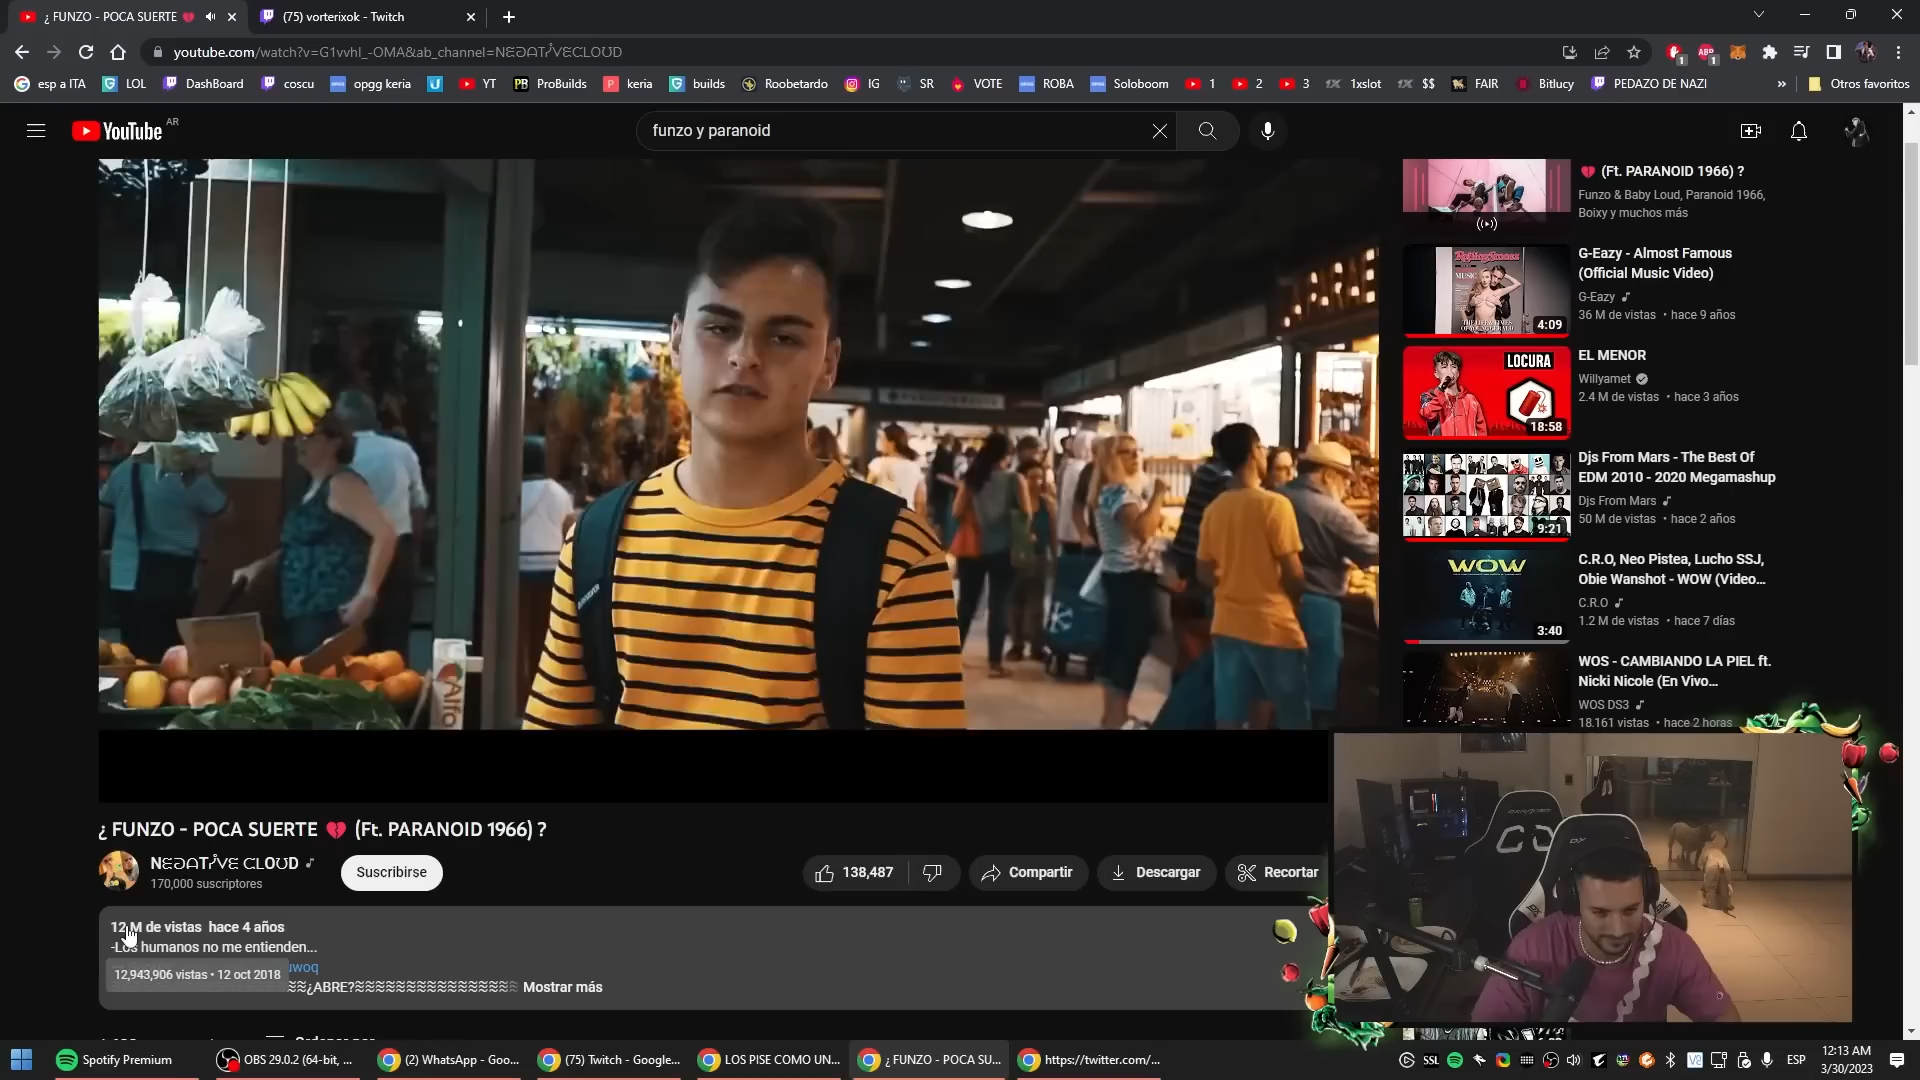 ¿ FUNZO - POCA SUERTE 💔
(75) vorterixok - Twitch
youtube.com/watch?v=G1vvhl_-OMA&ab_channel=NᘿᘐᗩTᓰᐯᘿCLOUD
esp a ITA
LOL
DashBoard
coscu
opgg keria
YT
ProBuilds
keria
builds
Roobetardo
IG
SR
VOTE
ROBA
Soloboom
1
2
3
1xslot
$$
FAIR
Bitlucy
PEDAZO DE NAZI
»
Otros favoritos
YouTube AR
funzo y paranoid
💔 (Ft. PARANOID 1966) ?
Funzo & Baby Loud, Paranoid 1966,
Boixy y muchos más
G-Eazy - Almost Famous
(Official Music Video)
G-Eazy
36 M de vistas • hace 9 años
4:09
LOCURA
EL MENOR
Willyamet
2.4 M de vistas • hace 3 años
18:58
Djs From Mars - The Best Of
EDM 2010 - 2020 Megamashup
Djs From Mars
50 M de vistas • hace 2 años
9:21
WOW
C.R.O, Neo Pistea, Lucho SSJ,
Obie Wanshot - WOW (Video...
C.R.O
1.2 M de vistas • hace 7 días
3:40
WOS - CAMBIANDO LA PIEL ft.
Nicki Nicole (En Vivo...
WOS DS3
18.161 vistas • hace 2 horas
¿ FUNZO - POCA SUERTE 💔 (Ft. PARANOID 1966) ?
NᘿᘐᗩTᓰᐯᘿ CLOUD
170,000 suscriptores
Suscribirse
138,487
Compartir
Descargar
Recortar
12 M de vistas hace 4 años
-Los humanos no me entienden...
uwoq
12,943,906 vistas • 12 oct 2018
≋≋¿ABRE?≋≋≋≋≋≋≋≋≋≋≋≋≋≋≋≋ Mostrar más
Spotify Premium
OBS 29.0.2 (64-bit, ...
(2) WhatsApp - Goo...
(75) Twitch - Google...
LOS PISE COMO UN...
¿ FUNZO - POCA SU...
https://twitter.com/...
SSL
ESP
12:13 AM
3/30/2023